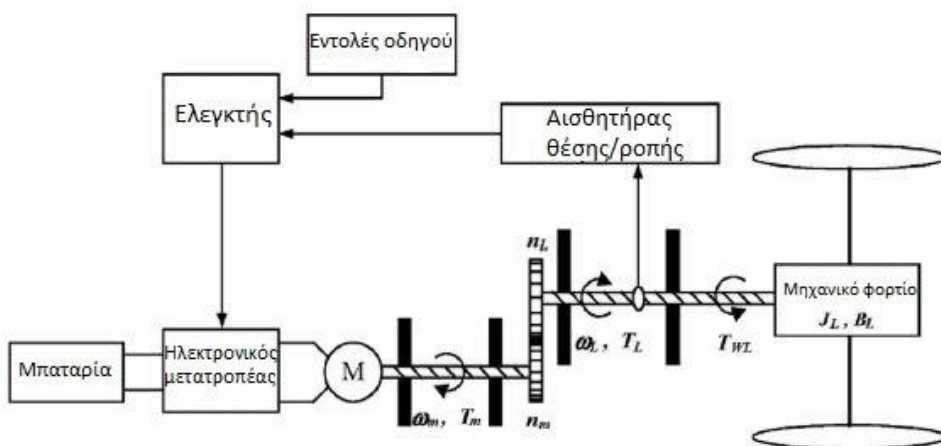 Εντολές οδηγού
Ελεγκτής
Αισθητήρας
θέσης/ροπής
n_L
Μηχανικό φορτίο
J_L , B_L
ω_L, T_L
T_WL
Μπαταρία
Ηλεκτρονικός
μετατροπέας
M
ω_m, T_m
n_m